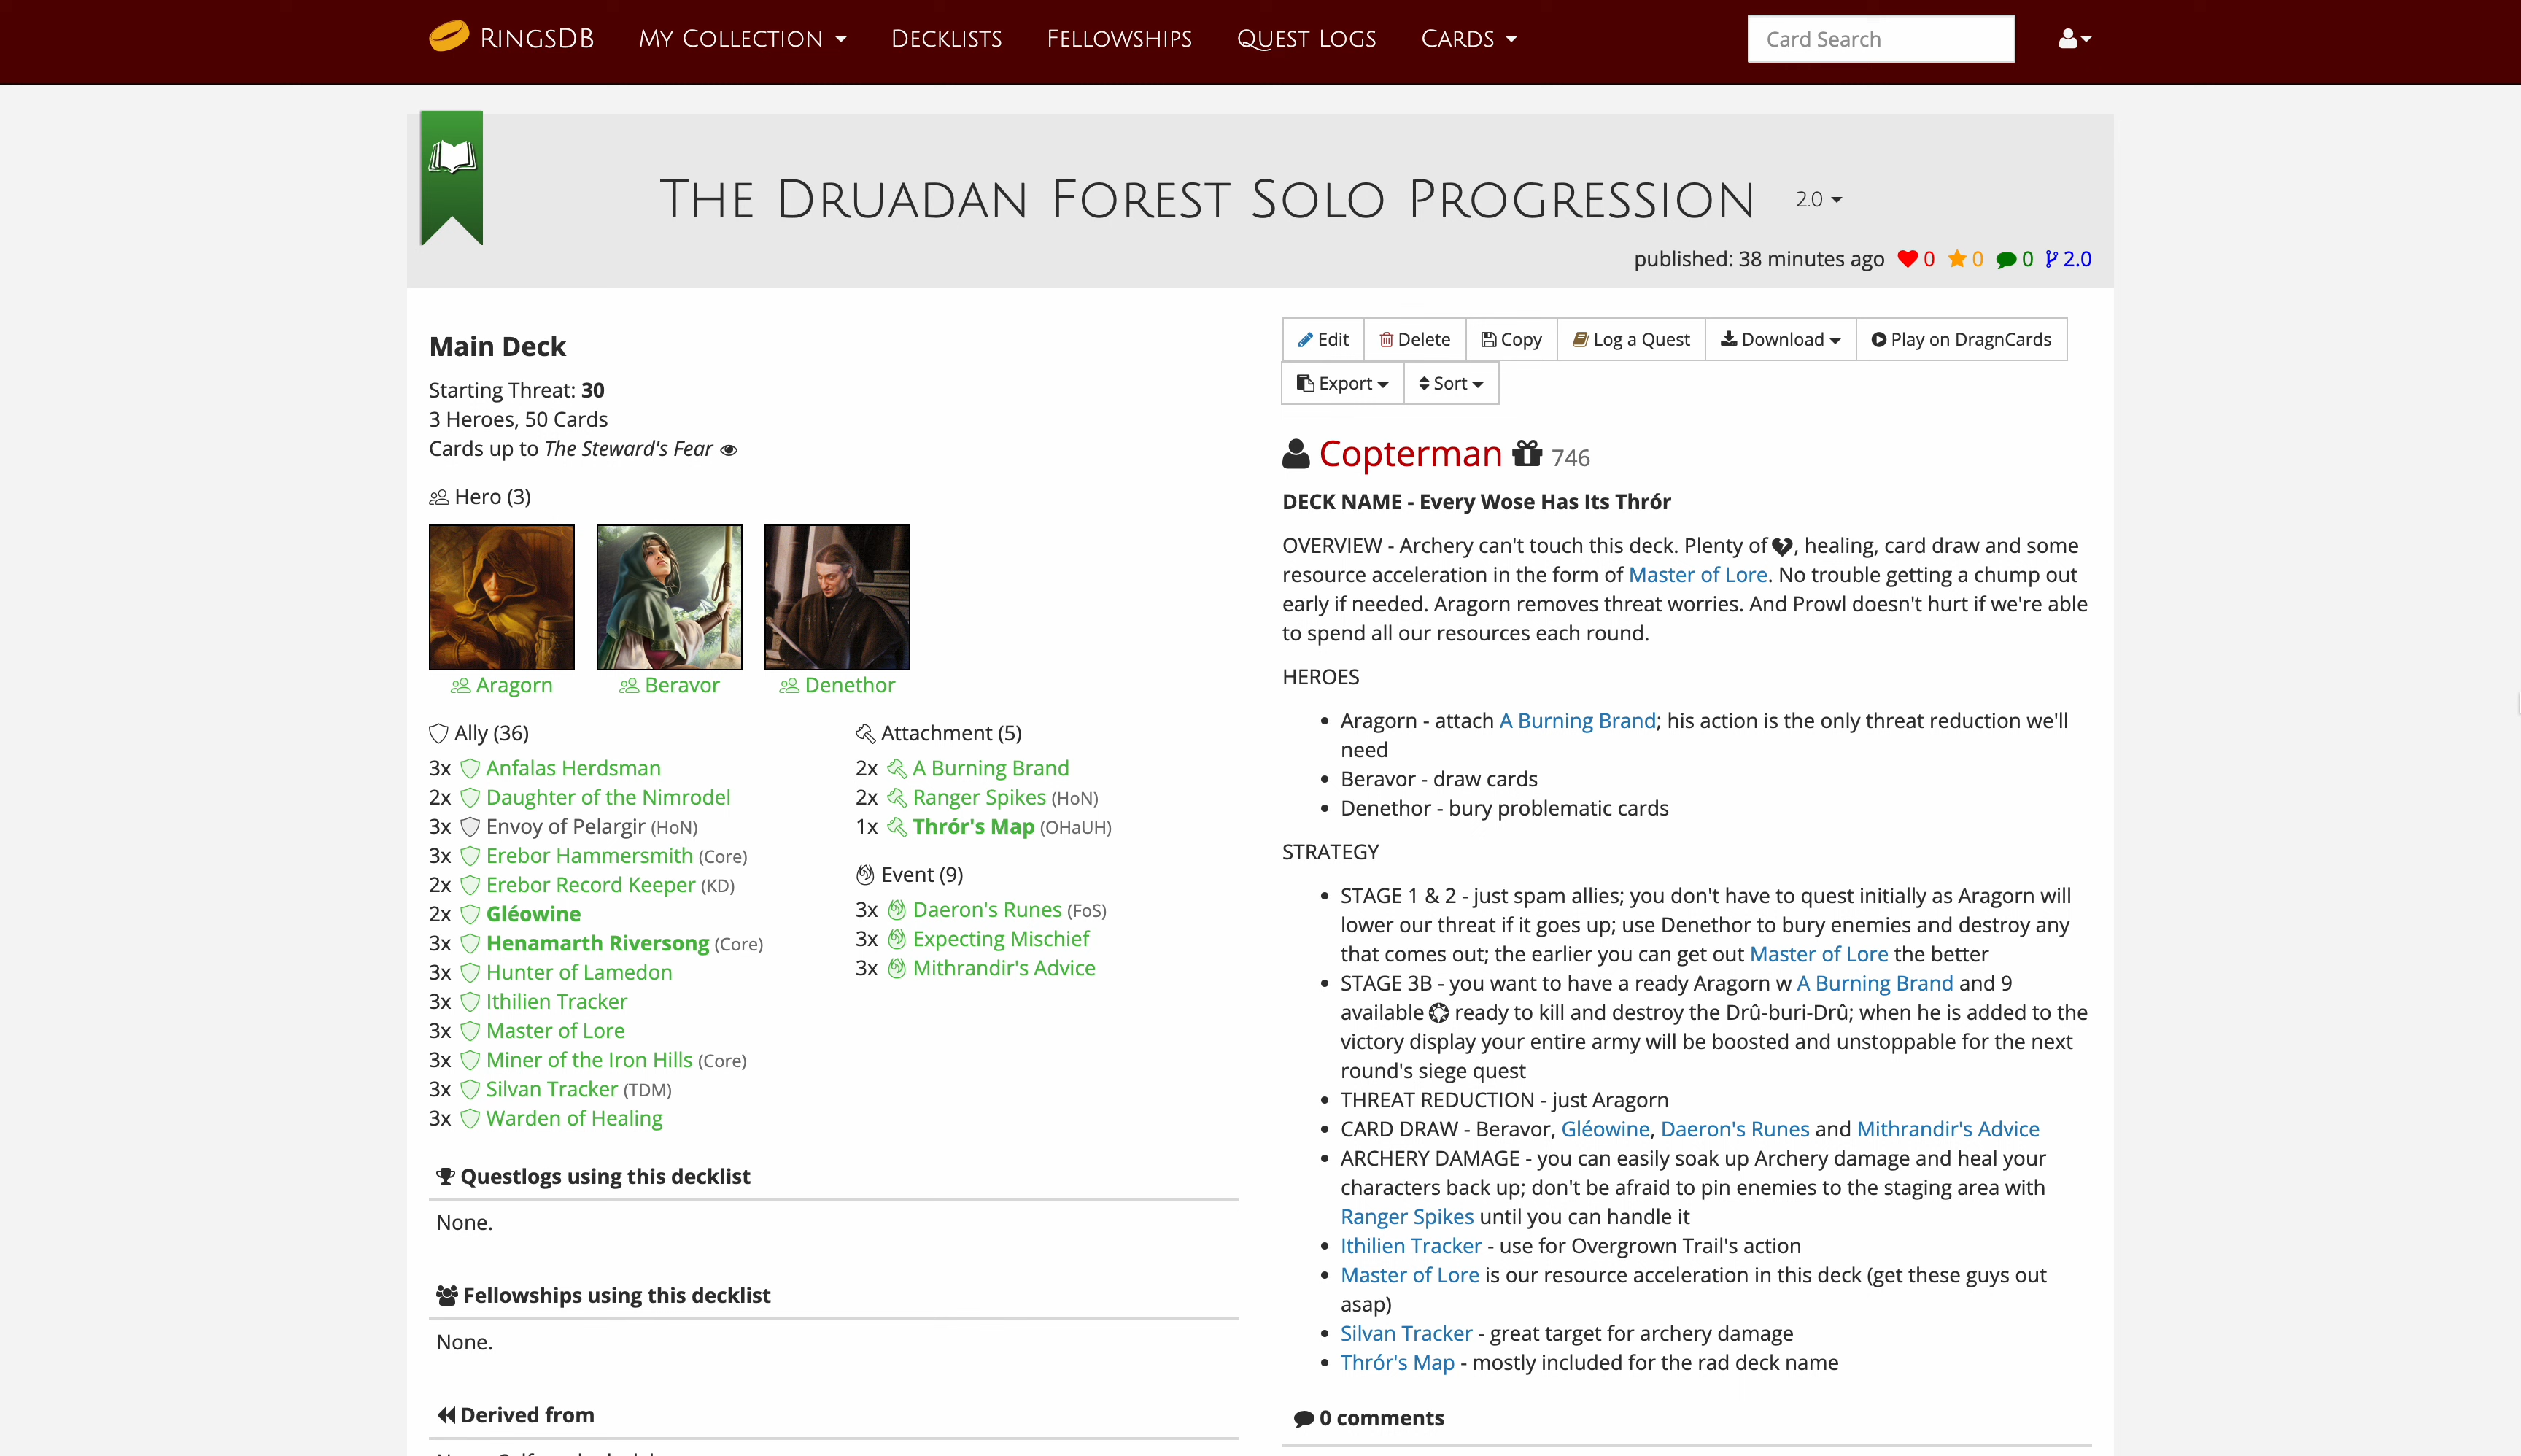 RingsDB My Collection Decklists Fellowships Quest Logs Cards Card Search
The Druadan Forest Solo Progression 2.0
published: 38 minutes ago 0 0 0 2.0
Main Deck
Starting Threat: 30
3 Heroes, 50 Cards
Cards up to The Steward's Fear
Hero (3)
Aragorn Beravor Denethor
Ally (36)
3x Anfalas Herdsman
2x Daughter of the Nimrodel
3x Envoy of Pelargir (HoN)
3x Erebor Hammersmith (Core)
2x Erebor Record Keeper (KD)
2x Gléowine
3x Henamarth Riversong (Core)
3x Hunter of Lamedon
3x Ithilien Tracker
3x Master of Lore
3x Miner of the Iron Hills (Core)
3x Silvan Tracker (TDM)
3x Warden of Healing
Attachment (5)
2x A Burning Brand
2x Ranger Spikes (HoN)
1x Thrór's Map (OHaUH)
Event (9)
3x Daeron's Runes (FoS)
3x Expecting Mischief
3x Mithrandir's Advice
Questlogs using this decklist
None.
Fellowships using this decklist
None.
Derived from
Edit Delete Copy Log a Quest Download Play on DragnCards
Export Sort
Copterman 746
DECK NAME - Every Wose Has Its Thrór
OVERVIEW - Archery can't touch this deck. Plenty of , healing, card draw and some
resource acceleration in the form of Master of Lore. No trouble getting a chump out
early if needed. Aragorn removes threat worries. And Prowl doesn't hurt if we're able
to spend all our resources each round.
HEROES
• Aragorn - attach A Burning Brand; his action is the only threat reduction we'll
need
• Beravor - draw cards
• Denethor - bury problematic cards
STRATEGY
• STAGE 1 & 2 - just spam allies; you don't have to quest initially as Aragorn will
lower our threat if it goes up; use Denethor to bury enemies and destroy any
that comes out; the earlier you can get out Master of Lore the better
• STAGE 3B - you want to have a ready Aragorn w A Burning Brand and 9
available ready to kill and destroy the Drû-buri-Drû; when he is added to the
victory display your entire army will be boosted and unstoppable for the next
round's siege quest
• THREAT REDUCTION - just Aragorn
• CARD DRAW - Beravor, Gléowine, Daeron's Runes and Mithrandir's Advice
• ARCHERY DAMAGE - you can easily soak up Archery damage and heal your
characters back up; don't be afraid to pin enemies to the staging area with
Ranger Spikes until you can handle it
• Ithilien Tracker - use for Overgrown Trail's action
• Master of Lore is our resource acceleration in this deck (get these guys out
asap)
• Silvan Tracker - great target for archery damage
• Thrór's Map - mostly included for the rad deck name
0 comments